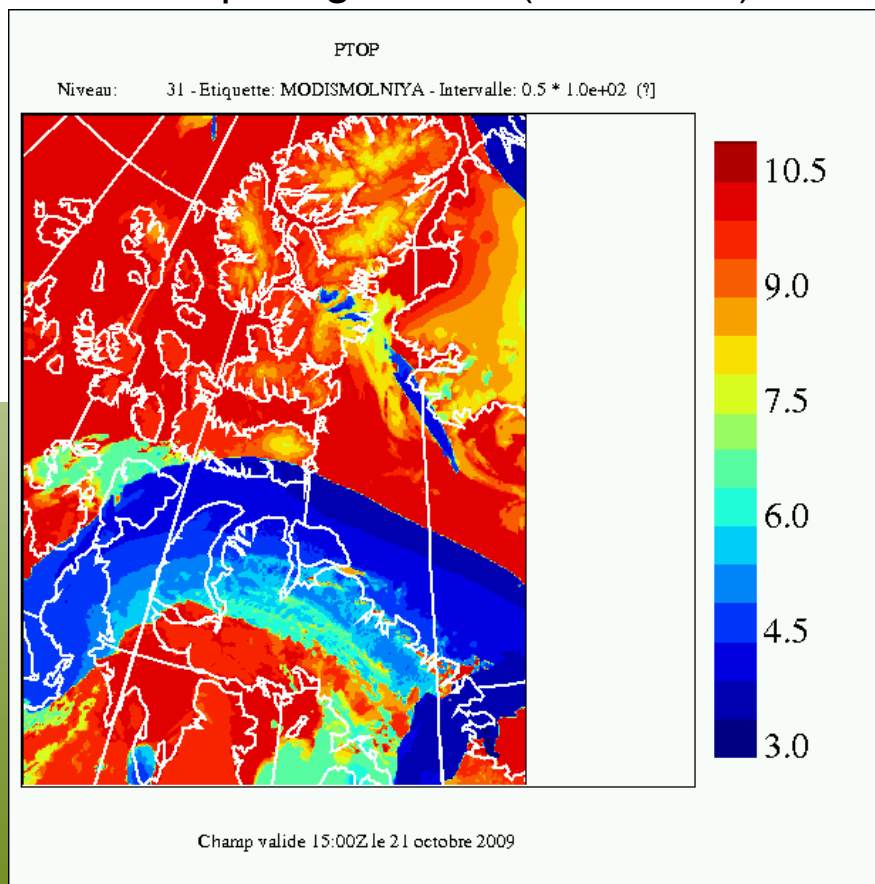 PTOP
Niveau: 31 - Etiquette: MODISMOLNIYA - Intervalle: 0.5 * 1.0e+02 (?]
10.5
9.0
7.5
6.0
4.5
3.0
Champ valide 15:00Z le 21 octobre 2009